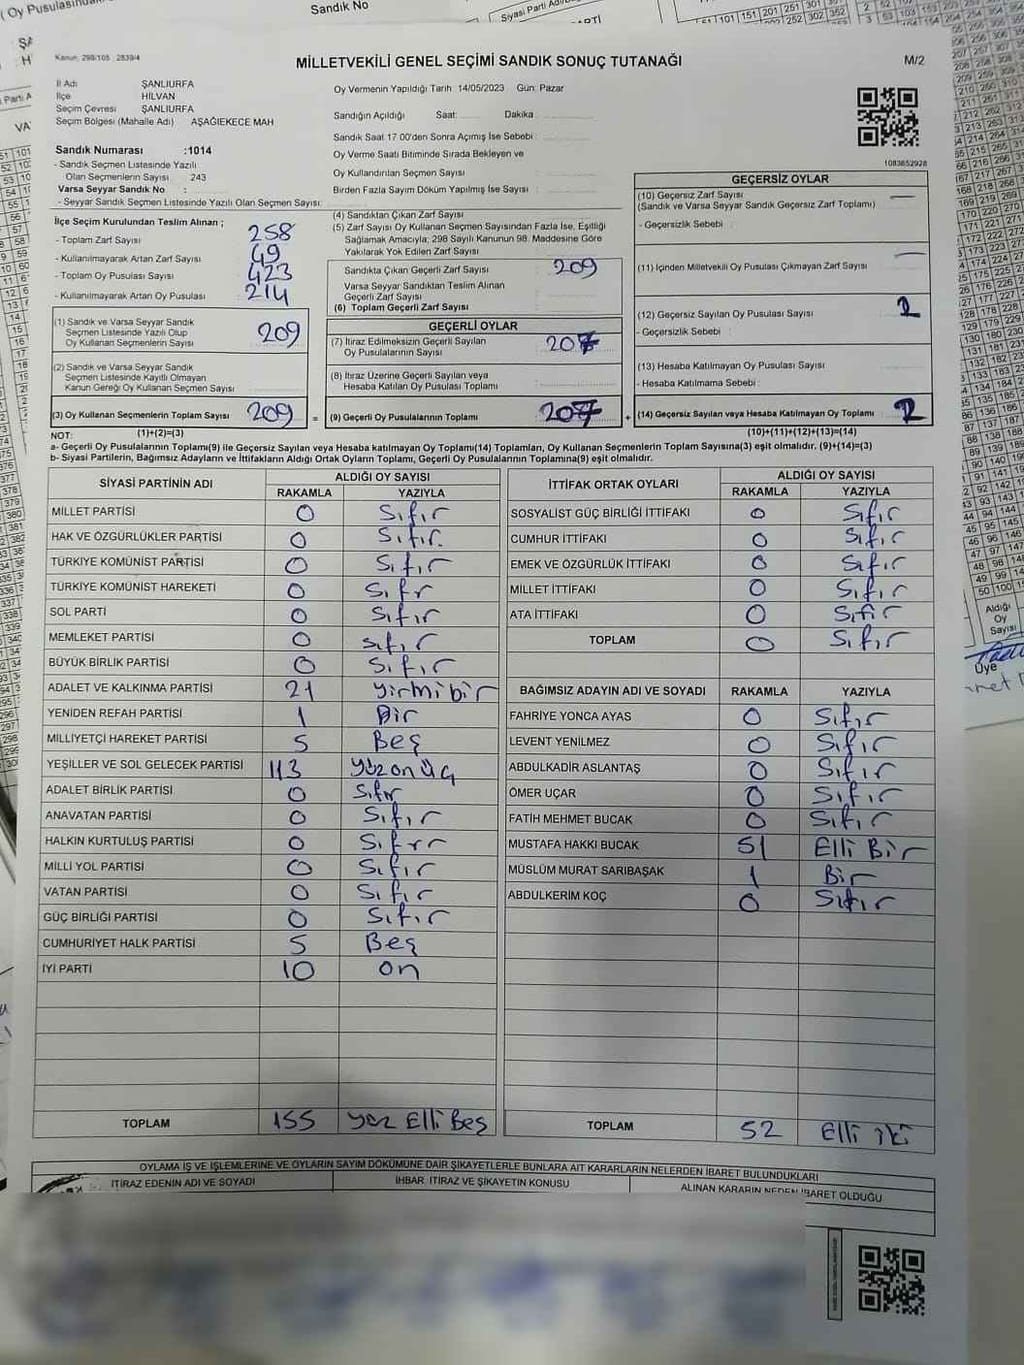 Sandık No
Kanun: 298/105 2839/4
MİLLETVEKİLİ GENEL SEÇİMİ SANDIK SONUÇ TUTANAĞI
M/2
İl Adı ŞANLIURFA
İlçe HİLVAN
Seçim Çevresi ŞANLIURFA
Seçim Bölgesi (Mahalle Adı) AŞAĞIEKECE MAH
Sandık Numarası :1014
- Sandık Seçmen Listesinde Yazılı
Olan Seçmenlerin Sayısı 243
Varsa Seyyar Sandık No :
- Seyyar Sandık Seçmen Listesinde Yazılı Olan Seçmen Sayısı:
Oy Vermenin Yapıldığı Tarih 14/05/2023 Gün: Pazar
Sandığın Açıldığı Saat: Dakika
Sandık Saat 17.00'den Sonra Açımış İse Sebebi
Oy Verme Saati Bitiminde Sırada Bekleyen ve
Oy Kullandırılan Seçmen Sayısı
Birden Fazla Sayım Döküm Yapılmış İse Sayısı :
1083652928
İlçe Seçim Kurulundan Teslim Alınan ;
- Toplam Zarf Sayısı 258
- Kullanılmayarak Artan Zarf Sayısı 49
- Toplam Oy Pusulası Sayısı 423
- Kullanılmayarak Artan Oy Pusulası 214
(1) Sandık ve Varsa Seyyar Sandık
Seçmen Listesinde Yazılı Olup
Oy Kullanan Seçmenlerin Sayısı 209
(2) Sandık ve Varsa Seyyar Sandık
Seçmen Listesinde Kayıtlı Olmayan
Kanun Gereği Oy Kullanan Seçmen Sayısı
(3) Oy Kullanan Seçmenlerin Toplam Sayısı 209 =
(1)+(2)=(3)
(4) Sandıktan Çıkan Zarf Sayısı
(5) Zarf Sayısı Oy Kullanan Seçmen Sayısından Fazla İse, Eşitliği
Sağlamak Amacıyla; 298 Sayılı Kanunun 98. Maddesine Göre
Yakılarak Yok Edilen Zarf Sayısı
Sandıkta Çıkan Geçerli Zarf Sayısı 209
Varsa Seyyar Sandıktan Teslim Alınan
Geçerli Zarf Sayısı
(6) Toplam Geçerli Zarf Sayısı
GEÇERLİ OYLAR
(7) İtiraz Edilmeksizin Geçerli Sayılan
Oy Pusulalarının Sayısı 207
(8) İtiraz Üzerine Geçerli Sayılan veya
Hesaba Katılan Oy Pusulası Toplamı
(9) Geçerli Oy Pusulalarının Toplamı 207 +
GEÇERSİZ OYLAR
(10) Geçersiz Zarf Sayısı
(Sandık ve Varsa Seyyar Sandık Geçersiz Zarf Toplamı)
- Geçersizlik Sebebi :
(11) İçinden Milletvekili Oy Pusulası Çıkmayan Zarf Sayısı
(12) Geçersiz Sayılan Oy Pusulası Sayısı 2
- Geçersizlik Sebebi :
(13) Hesaba Katılmayan Oy Pusulası Sayısı
- Hesaba Katılmama Sebebi :
(14) Geçersiz Sayılan veya Hesaba Katılmayan Oy Toplamı 2
(10)+(11)+(12)+(13)=(14)
NOT:
a- Geçerli Oy Pusulalarının Toplamı(9) ile Geçersiz Sayılan veya Hesaba katılmayan Oy Toplamı(14) Toplamları, Oy Kullanan Seçmenlerin Toplam Sayısına(3) eşit olmalıdır. (9)+(14)=(3)
b- Siyasi Partilerin, Bağımsız Adayların ve İttifakların Aldığı Ortak Oyların Toplamı, Geçerli Oy Pusulalarının Toplamına(9) eşit olmalıdır.
SİYASİ PARTİNİN ADI ALDIĞI OY SAYISI
RAKAMLA YAZIYLA
MİLLET PARTİSİ 0 Sıfır
HAK VE ÖZGÜRLÜKLER PARTİSİ 0 Sıfır
TÜRKİYE KOMÜNİST PARTİSİ 0 Sıfır
TÜRKİYE KOMÜNİST HAREKETİ 0 Sıfr
SOL PARTİ 0 Sıfır
MEMLEKET PARTİSİ 0 sıfır
BÜYÜK BİRLİK PARTİSİ 0 Sıfır
ADALET VE KALKINMA PARTİSİ 21 yirmibir
YENİDEN REFAH PARTİSİ 1 Bir
MİLLİYETÇİ HAREKET PARTİSİ 5 Beş
YEŞİLLER VE SOL GELECEK PARTİSİ 113 Yüzonüç
ADALET BİRLİK PARTİSİ 0 Sıfır
ANAVATAN PARTİSİ 0 Sıfır
HALKIN KURTULUŞ PARTİSİ 0 Sıfır
MİLLİ YOL PARTİSİ 0 Sıfır
VATAN PARTİSİ 0 Sıfır
GÜÇ BİRLİĞİ PARTİSİ 0 Sıfır
CUMHURİYET HALK PARTİSİ 5 Beş
İYİ PARTİ 10 on
TOPLAM 155 Yüz Elli Beş
İTTİFAK ORTAK OYLARI ALDIĞI OY SAYISI
RAKAMLA YAZIYLA
SOSYALİST GÜÇ BİRLİĞİ İTTİFAKI 0 Sıfır
CUMHUR İTTİFAKI 0 Sıfır
EMEK VE ÖZGÜRLÜK İTTİFAKI 0 Sıfır
MİLLET İTTİFAKI 0 Sıfır
ATA İTTİFAKI 0 Sıfır
TOPLAM 0 Sıfır
BAĞIMSIZ ADAYIN ADI VE SOYADI RAKAMLA YAZIYLA
FAHRİYE YONCA AYAS 0 Sıfır
LEVENT YENİLMEZ 0 Sıfır
ABDULKADİR ASLANTAŞ 0 Sıfır
ÖMER UÇAR 0 Sıfır
FATİH MEHMET BUCAK 0 Sıfır
MUSTAFA HAKKI BUCAK 51 Elli Bir
MÜSLÜM MURAT SARIBAŞAK 1 Bir
ABDULKERİM KOÇ 0 Sıfır
TOPLAM 52 Elli iki
OYLAMA İŞ VE İŞLEMLERİNE VE OYLARIN SAYIM DÖKÜMÜNE DAİR ŞİKAYETLERLE BUNLARA AİT KARARLARIN NELERDEN İBARET BULUNDUKLARI
İTİRAZ EDENİN ADI VE SOYADI İHBAR, İTİRAZ VE ŞİKAYETİN KONUSU ALINAN KARARIN NEDEN İBARET OLDUĞU
Aldığı
Oy
Sayısı
Üye